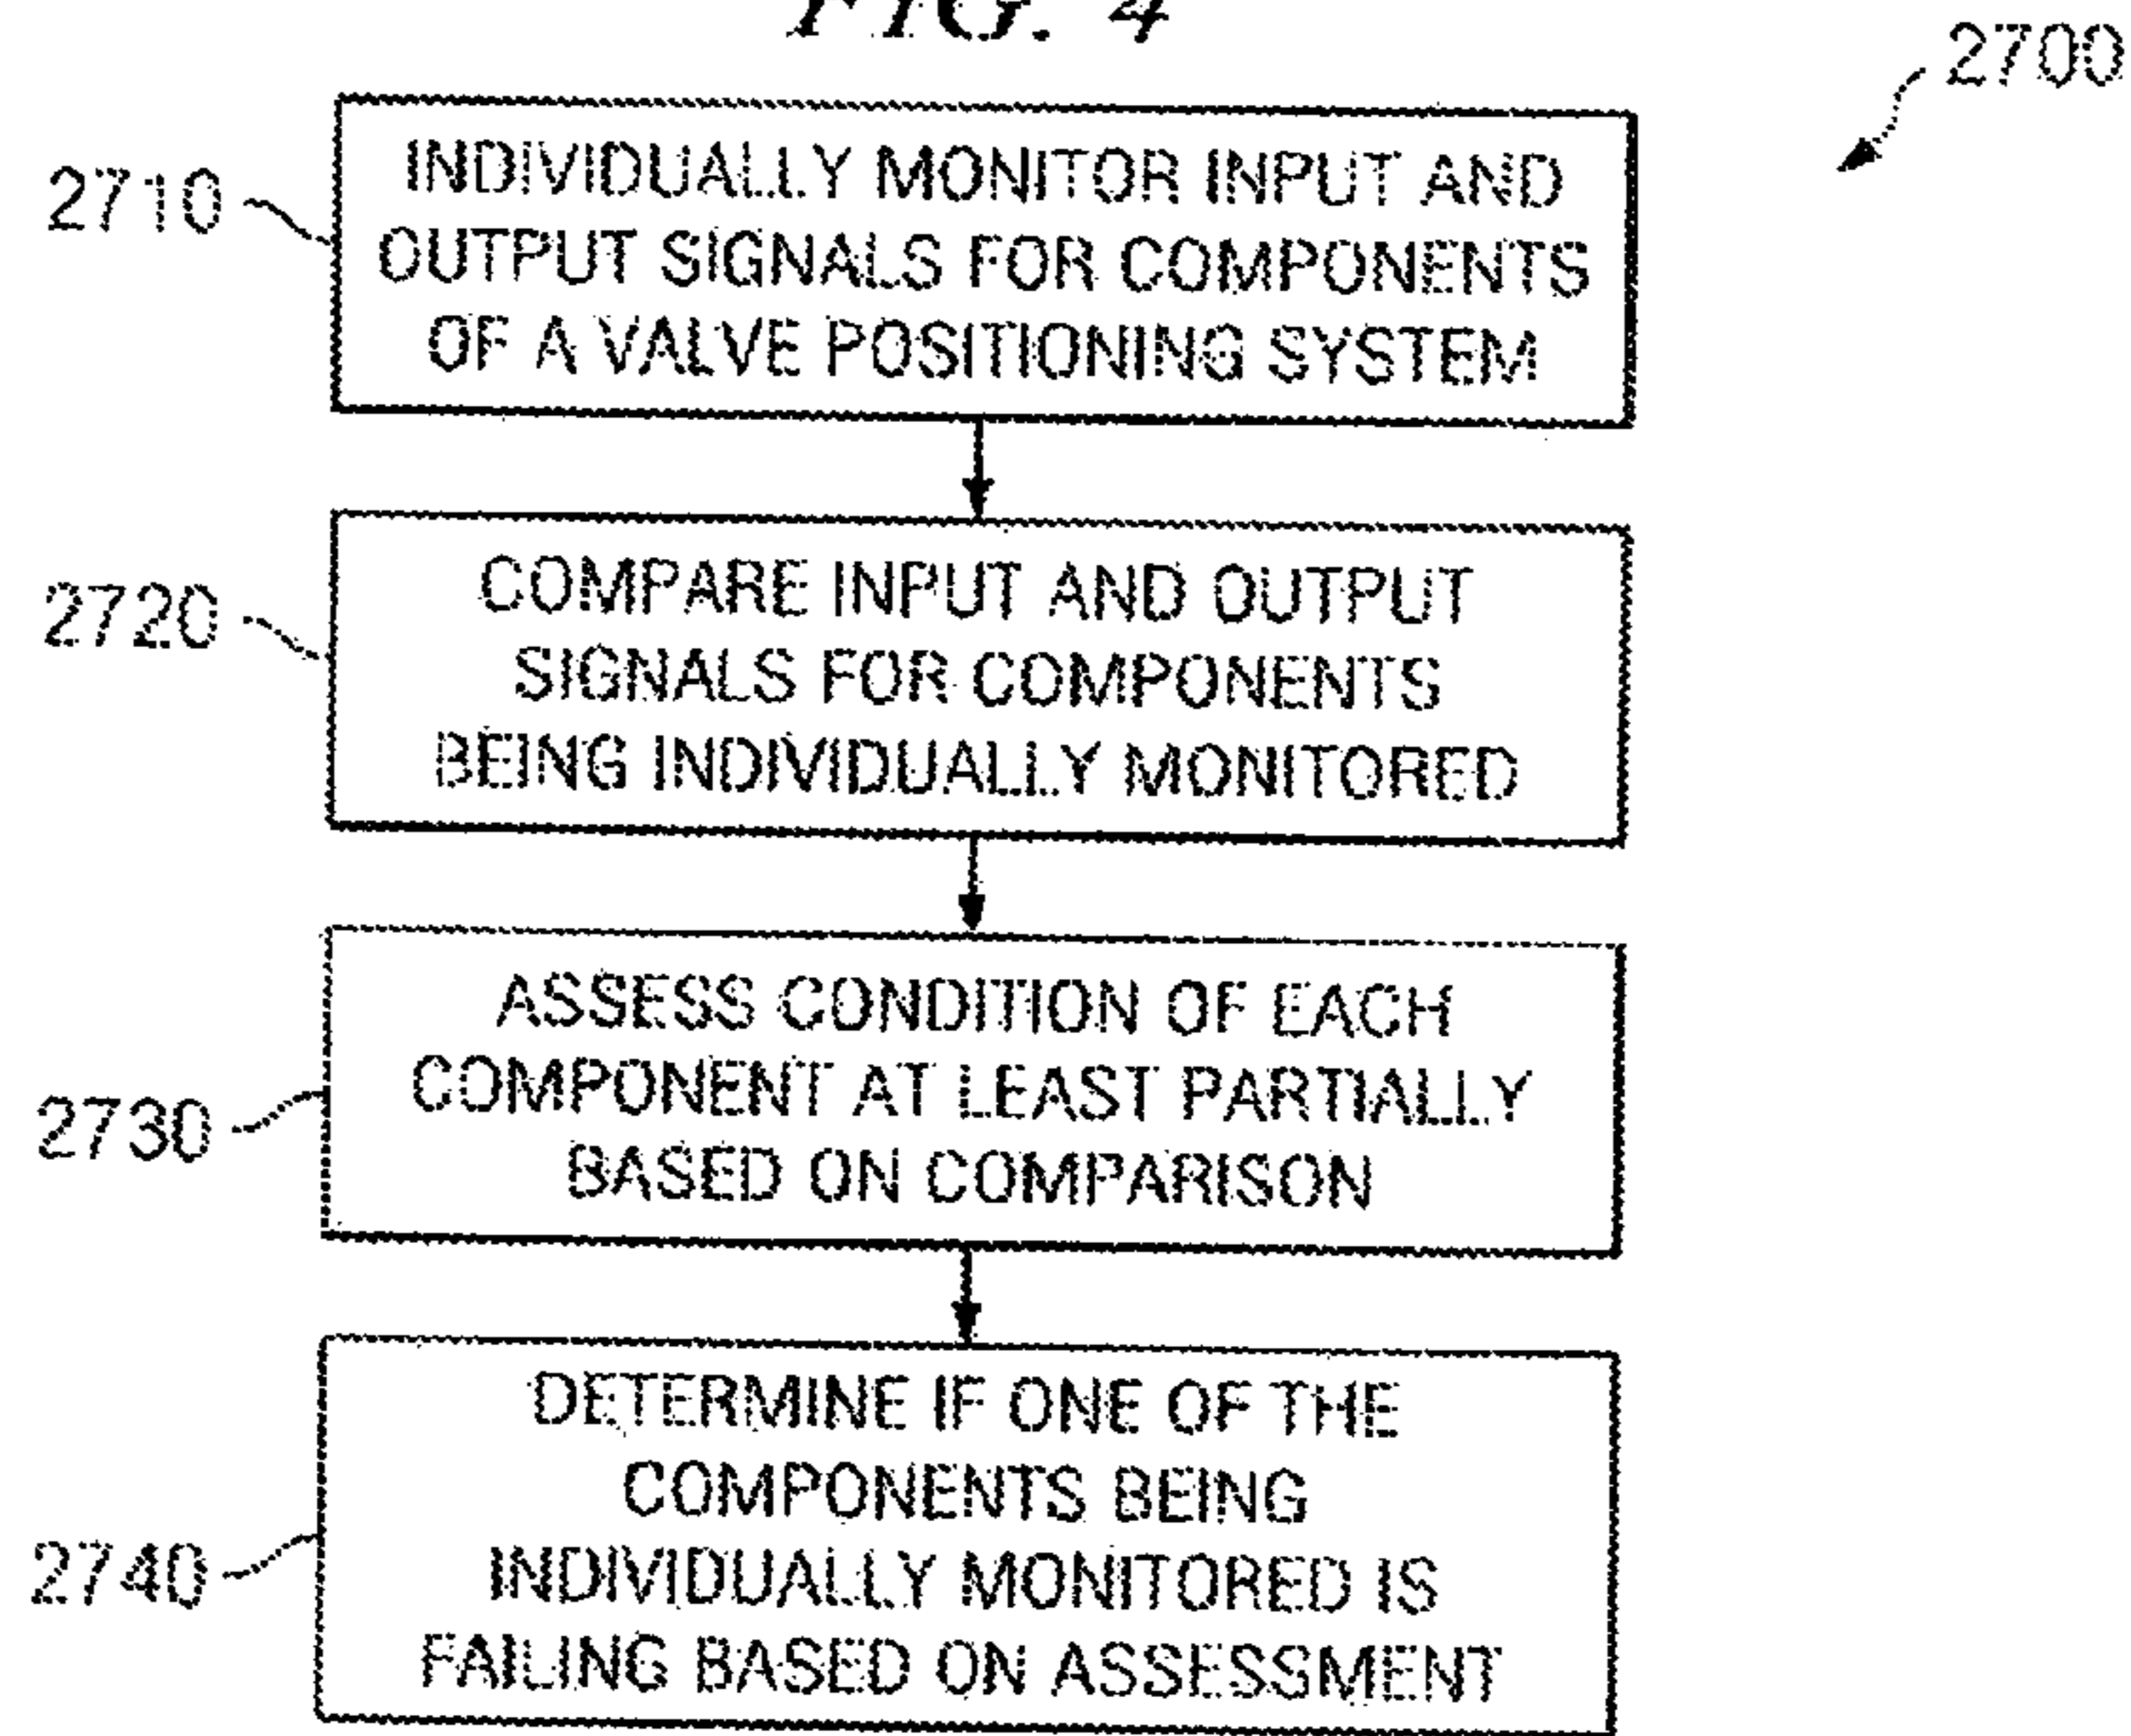 FIG. 4
2700
2710
INDIVIDUALLY MONITOR INPUT AND
OUTPUT SIGNALS FOR COMPONENTS
OF A VALVE POSITIONING SYSTEM
2720
COMPARE INPUT AND OUTPUT
SIGNALS FOR COMPONENTS
BEING INDIVIDUALLY MONITORED
2730
ASSESS CONDITION OF EACH
COMPONENT AT LEAST PARTIALLY
BASED ON COMPARISON
2740
DETERMINE IF ONE OF THE
COMPONENTS BEING
INDIVIDUALLY MONITORED IS
FAILING BASED ON ASSESSMENT